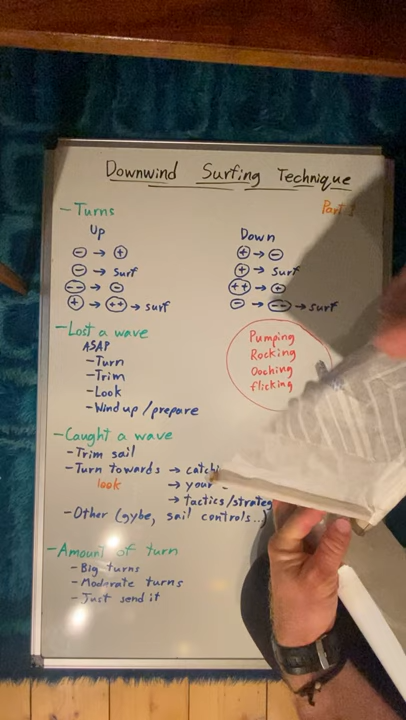 Downwind Surfing Technique
Part 1
- Turns
Up
⊖ → ⊕
⊖ → surf
(--) → ⊖
⊕ → (++) → surf
Down
⊕ → ⊖
⊕ → surf
(++) → ⊕
⊖ → (--) → surf
- Lost a wave
ASAP
- Turn
- Trim
- Look
- Wind up / prepare
Pumping
Rocking
Ooching
flicking
- Caught a wave
- Trim sail
- Turn towards → catchi
look → your
→ tactics/strateg
- Other (gybe, sail controls...)
- Amount of turn
- Big turns
- Moderate turns
- Just send it